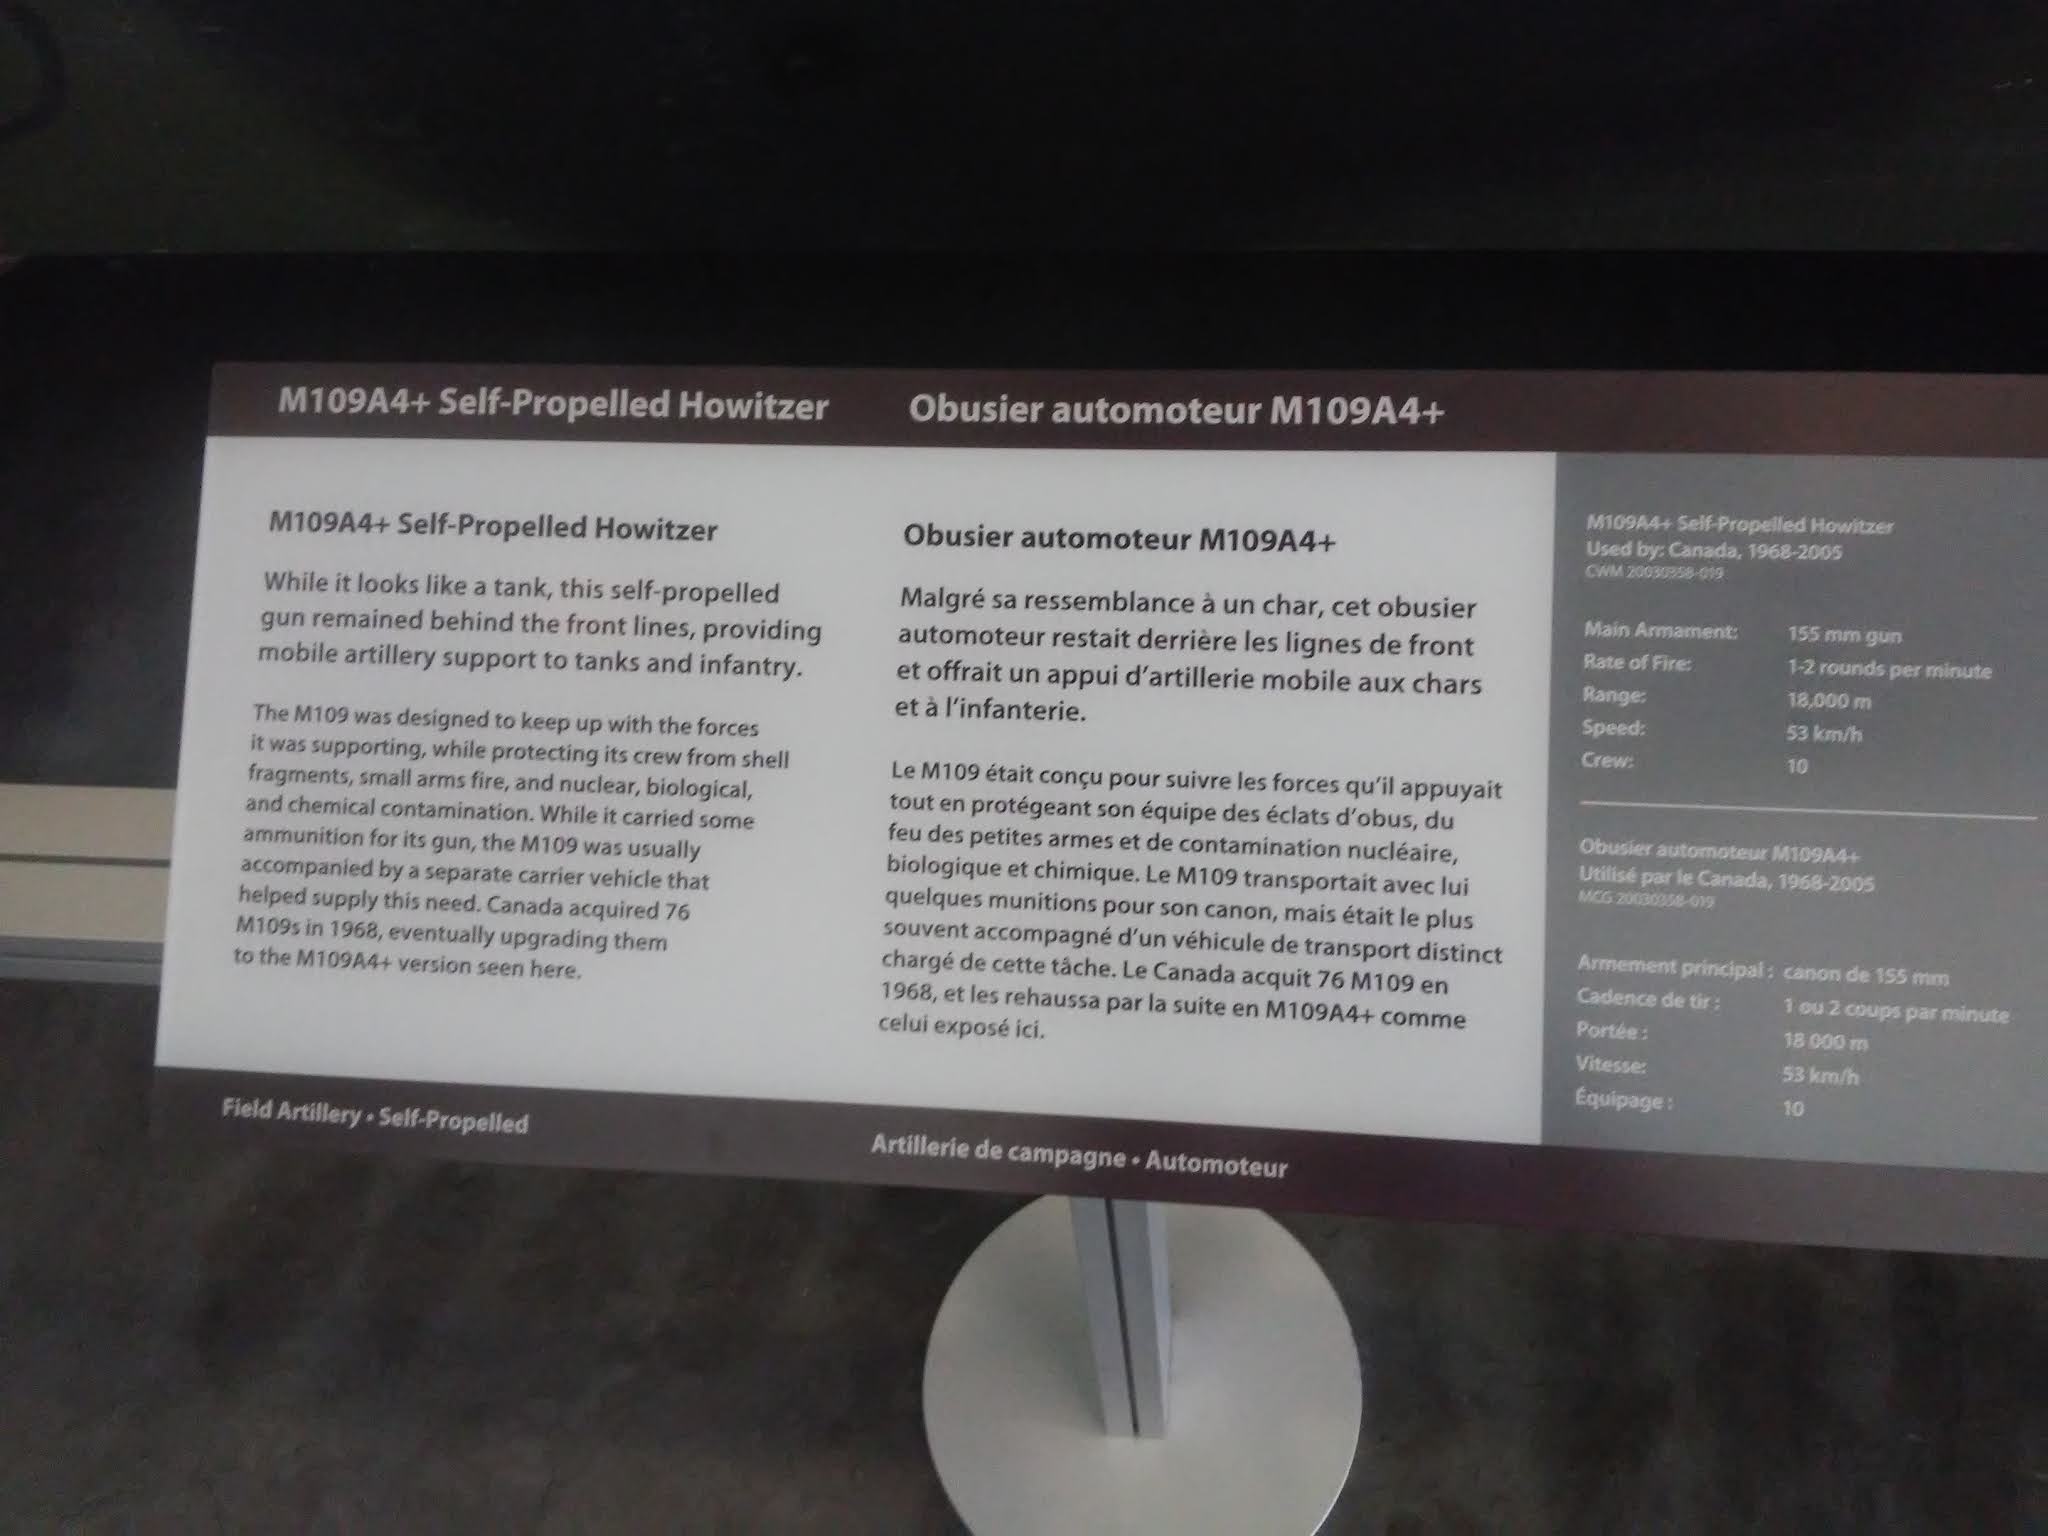 M109A4+ Self-Propelled Howitzer
Obusier automoteur M109A4+
M109A4+ Self-Propelled Howitzer
While it looks like a tank, this self-propelled
gun remained behind the front lines, providing
mobile artillery support to tanks and infantry.
The M109 was designed to keep up with the forces
it was supporting, while protecting its crew from shell
fragments, small arms fire, and nuclear, biological,
and chemical contamination. While it carried some
ammunition for its gun, the M109 was usually
accompanied by a separate carrier vehicle that
helped supply this need. Canada acquired 76
M109s in 1968, eventually upgrading them
to the M109A4+ version seen here.
Obusier automoteur M109A4+
Malgré sa ressemblance à un char, cet obusier
automoteur restait derrière les lignes de front
et offrait un appui d'artillerie mobile aux chars
et à l'infanterie.
Le M109 était conçu pour suivre les forces qu'il appuyait
tout en protégeant son équipe des éclats d'obus, du
feu des petites armes et de contamination nucléaire,
biologique et chimique. Le M109 transportait avec lui
quelques munitions pour son canon, mais était le plus
souvent accompagné d'un véhicule de transport distinct
chargé de cette tâche. Le Canada acquit 76 M109 en
1968, et les rehaussa par la suite en M109A4+ comme
celui exposé ici.
M109A4+ Self-Propelled Howitzer
Used by: Canada, 1968-2005
CWM 20030358-019
Main Armament: 155 mm gun
Rate of Fire: 1-2 rounds per minute
Range: 18,000 m
Speed: 53 km/h
Crew: 10
Obusier automoteur M109A4+
Utilisé par le Canada, 1968-2005
MCG 20030358-019
Armement principal : canon de 155 mm
Cadence de tir : 1 ou 2 coups par minute
Portée : 18 000 m
Vitesse: 53 km/h
Équipage : 10
Field Artillery • Self-Propelled
Artillerie de campagne • Automoteur